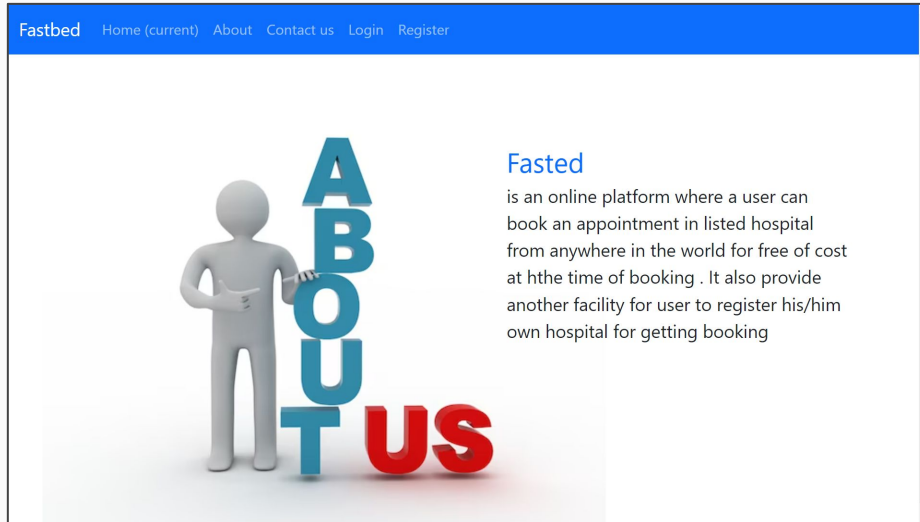 Fastbed Home (current) About Contact us Login Register
ABOUT US
Fasted
is an online platform where a user can
book an appointment in listed hospital
from anywhere in the world for free of cost
at hthe time of booking . It also provide
another facility for user to register his/him
own hospital for getting booking